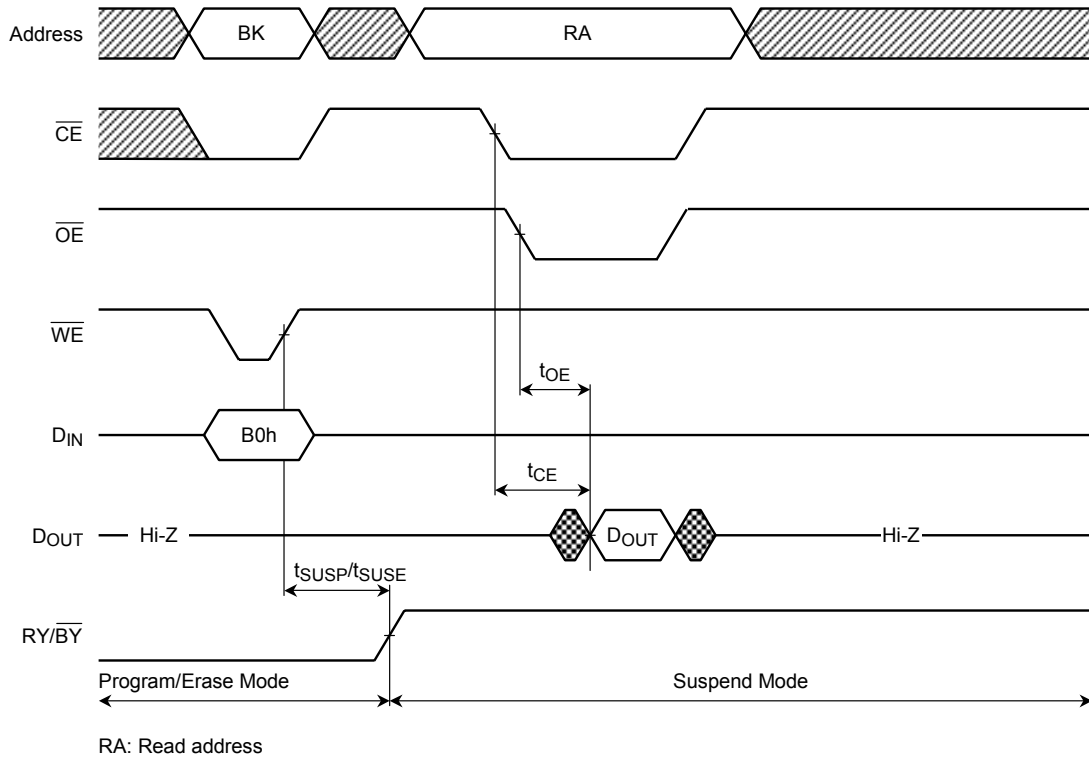 Address BK RA
CE
OE
WE
tOE
DIN B0h
tCE
DOUT Hi-Z DOUT Hi-Z
tSUSP/tSUSE
RY/BY
Program/Erase Mode Suspend Mode
RA: Read address